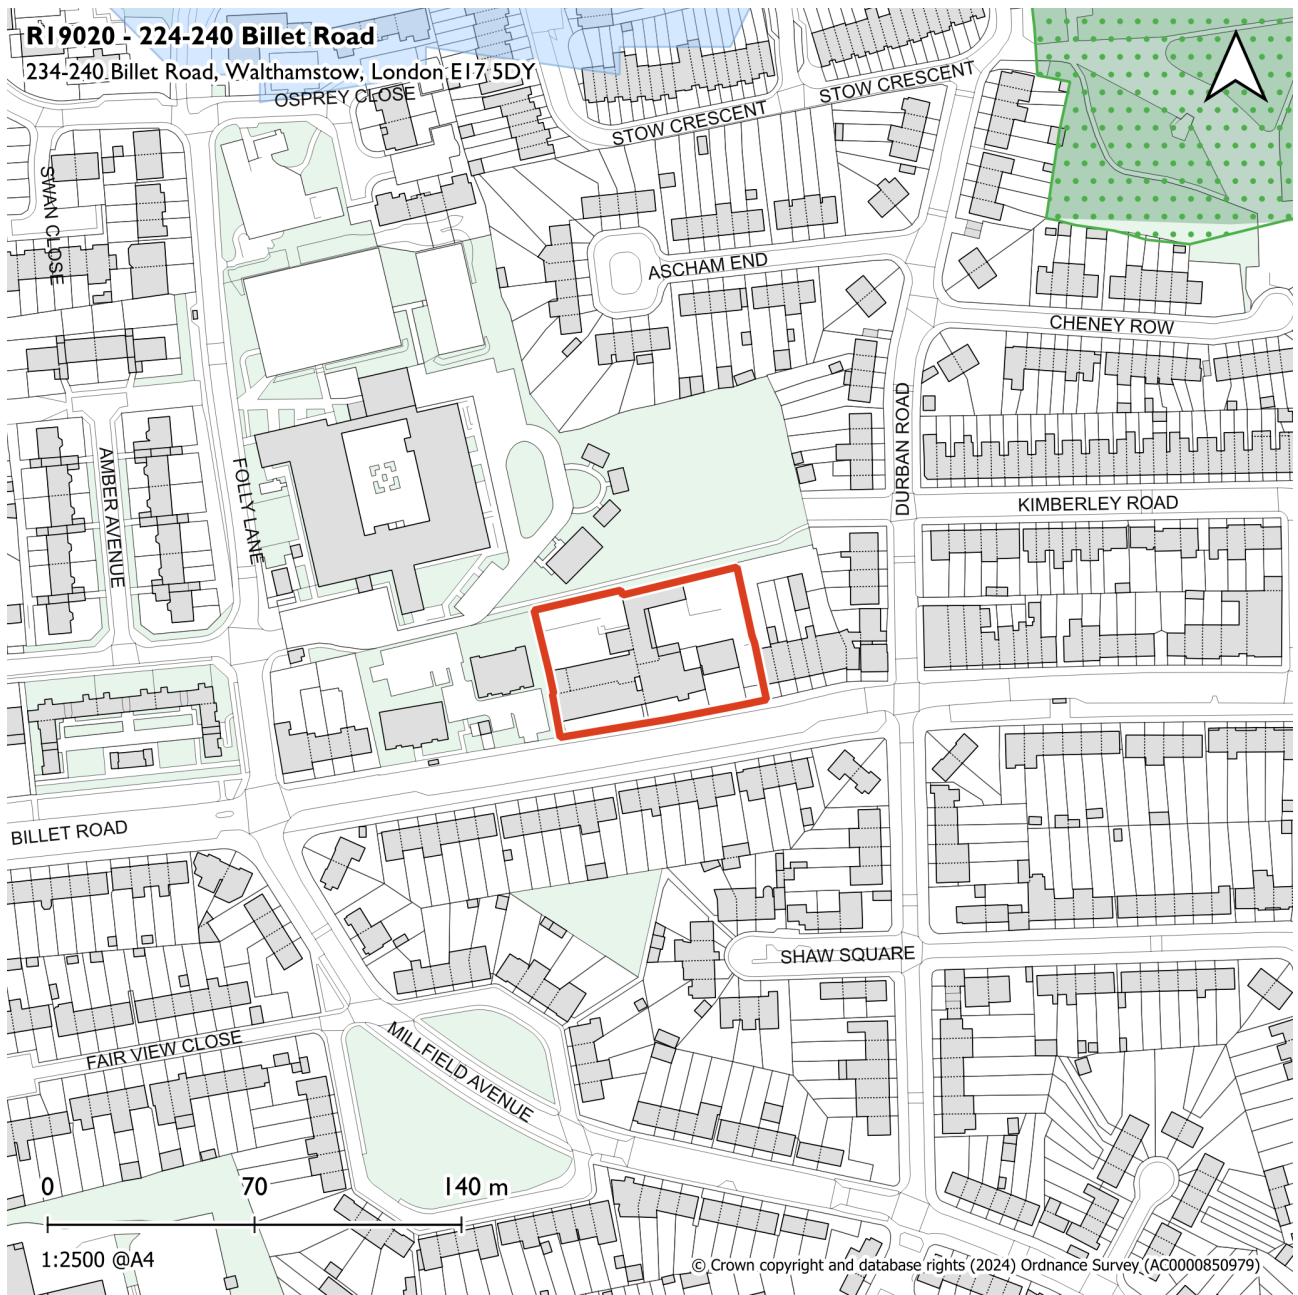 R19020 - 224-240 Billet Road
234-240 Billet Road, Walthamstow, London E17 5DY
OSPREY CLOSE
STOW CRESCENT
STOW CRESCENT
SWAN CLOSE
ASCHAM END
CHENEY ROW
DURBAN ROAD
AMBER AVENUE
FOLLY LANE
KIMBERLEY ROAD
BILLET ROAD
SHAW SQUARE
FAIR VIEW CLOSE
MILLFIELD AVENUE
0 70 140 m
1:2500 @A4
© Crown copyright and database rights (2024) Ordnance Survey (AC0000850979)